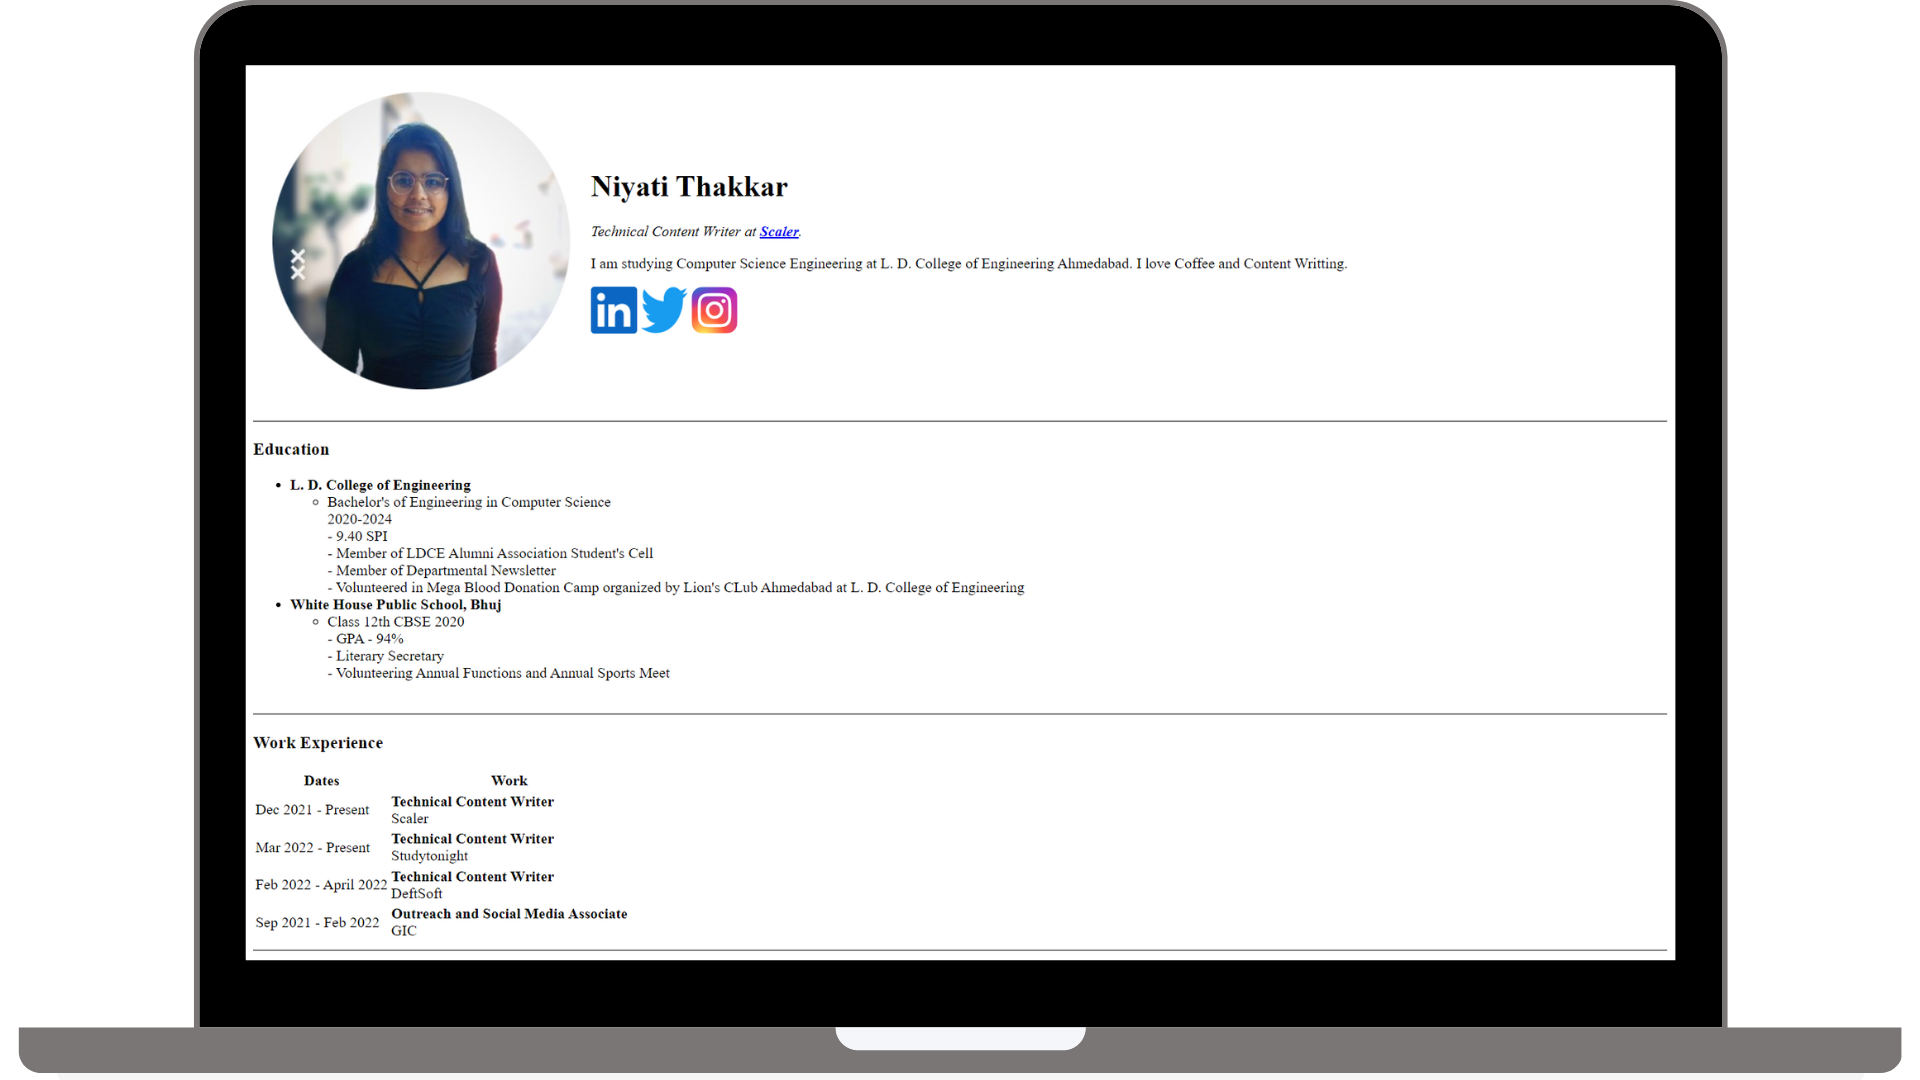 Niyati Thakkar
Technical Content Writer at Scaler.
I am studying Computer Science Engineering at L. D. College of Engineering Ahmedabad. I love Coffee and Content Writting.
in
Education
• L. D. College of Engineering
○ Bachelor's of Engineering in Computer Science
2020-2024
- 9.40 SPI
- Member of LDCE Alumni Association Student's Cell
- Member of Departmental Newsletter
- Volunteered in Mega Blood Donation Camp organized by Lion's CLub Ahmedabad at L. D. College of Engineering
• White House Public School, Bhuj
○ Class 12th CBSE 2020
- GPA - 94%
- Literary Secretary
- Volunteering Annual Functions and Annual Sports Meet
Work Experience
Dates Work
Dec 2021 - Present Technical Content Writer
Scaler
Mar 2022 - Present Technical Content Writer
Studytonight
Feb 2022 - April 2022 Technical Content Writer
DeftSoft
Sep 2021 - Feb 2022 Outreach and Social Media Associate
GIC